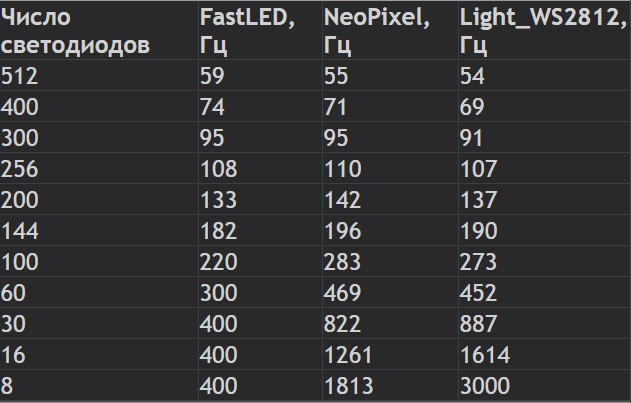 Число светодиодов FastLED, Гц NeoPixel, Гц Light_WS2812, Гц
512 59 55 54
400 74 71 69
300 95 95 91
256 108 110 107
200 133 142 137
144 182 196 190
100 220 283 273
60 300 469 452
30 400 822 887
16 400 1261 1614
8 400 1813 3000